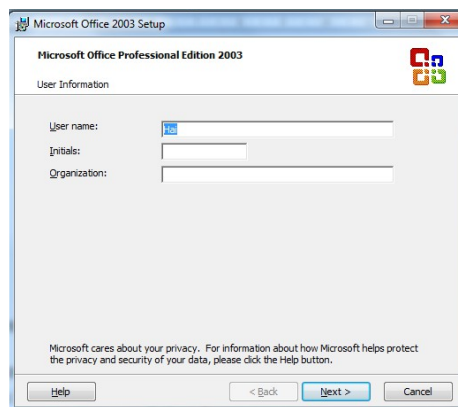 Microsoft Office 2003 Setup
Microsoft Office Professional Edition 2003
User Information
User name:
Hai
Initials:
Organization:
Microsoft cares about your privacy. For information about how Microsoft helps protect
the privacy and security of your data, please click the Help button.
Help
< Back
Next >
Cancel